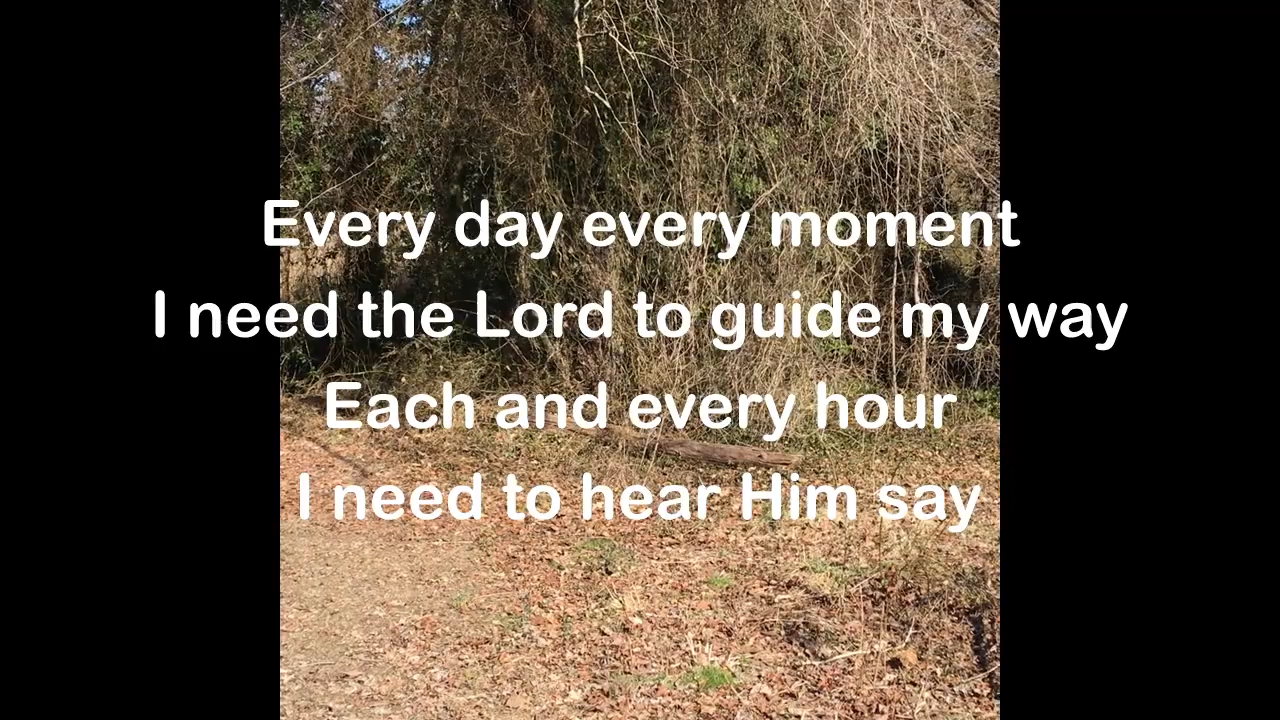 Every day every moment
I need the Lord to guide my way
Each and every hour
I need to hear Him say